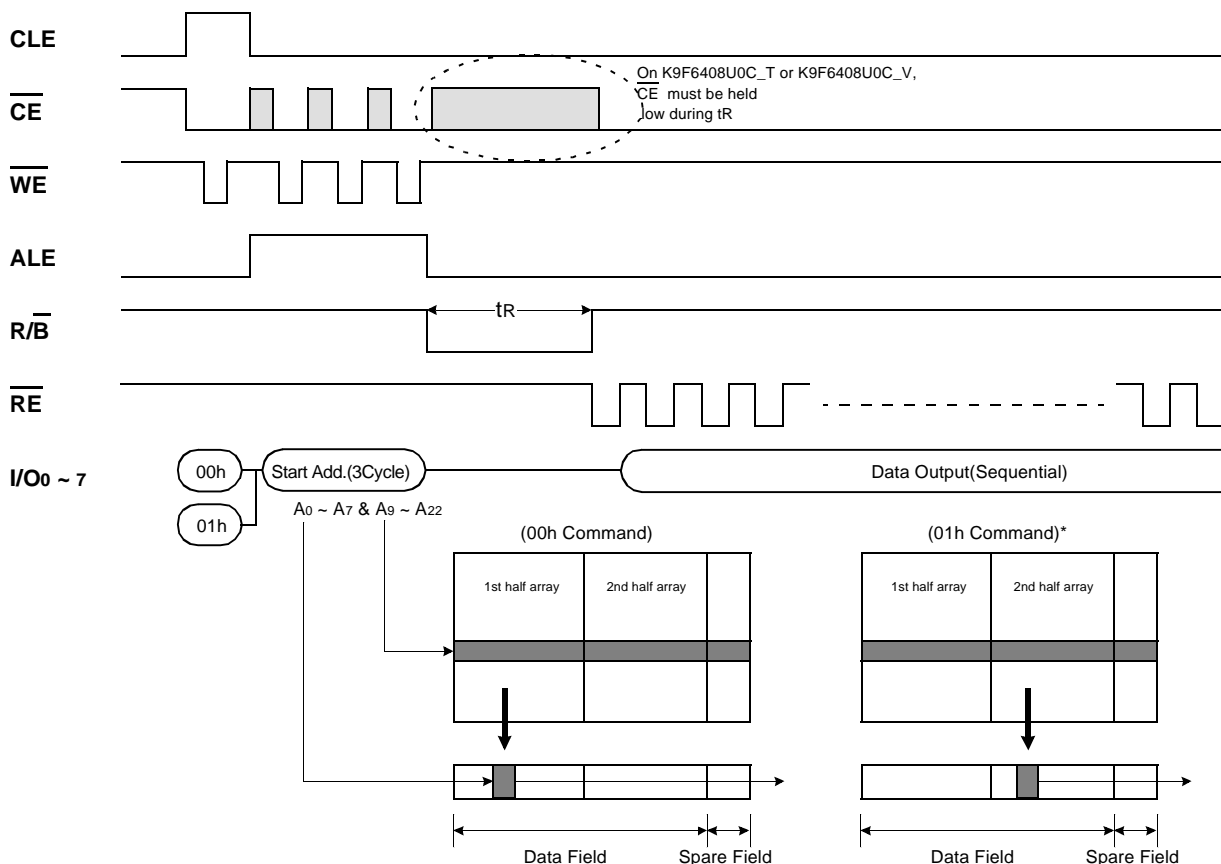 CLE
On K9F6408U0C_T or K9F6408U0C_V,
CE must be held
low during tR
CE
WE
ALE
tR
R/B
RE
I/O0 ~ 7
00h
Start Add.(3Cycle)
Data Output(Sequential)
01h
A0 ~ A7 & A9 ~ A22
(00h Command)
(01h Command)*
1st half array
2nd half array
1st half array
2nd half array
Data Field
Spare Field
Data Field
Spare Field